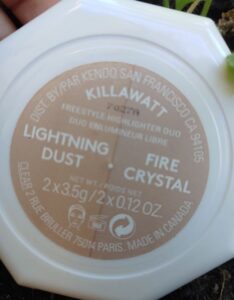 DIST. BY/PAR KENDO SAN FRANCISCO CA 94105
KILLAWATT
FREESTYLE HIGHLIGHTER DUO
DUO ENLUMINEUR LIBRE
LIGHTNING DUST
FIRE CRYSTAL
NET WT./POIDS NET
2 x 3.5g/2 x 0.12 OZ.
CLEAR 2 RUE BRULLER 75014 PARIS. MADE IN CANADA